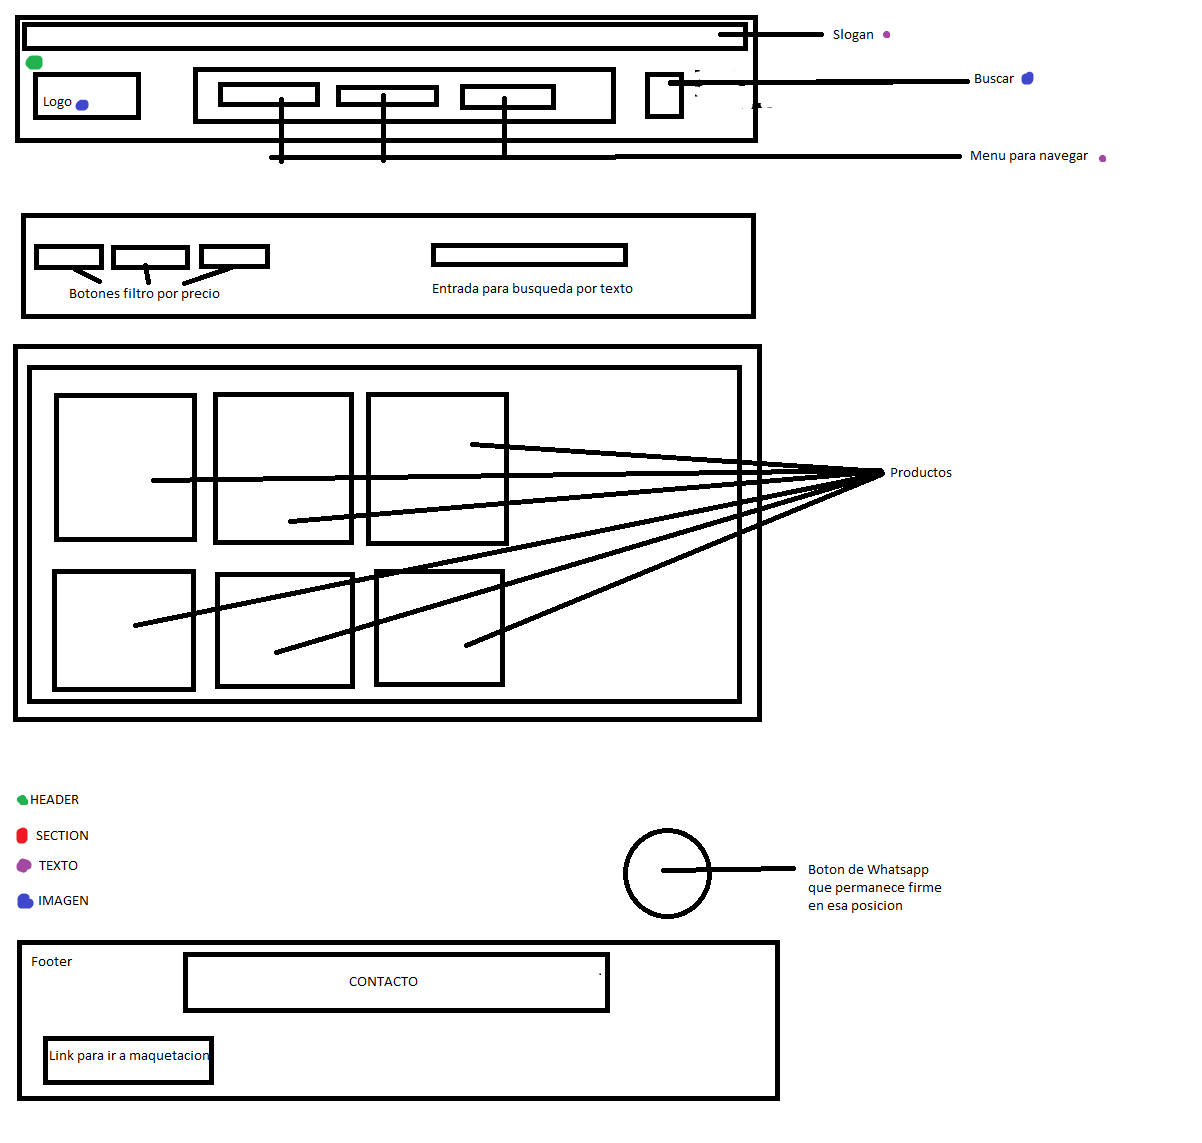 Slogan
Buscar
Logo
Menu para navegar
Botones filtro por precio
Entrada para busqueda por texto
Productos
HEADER
SECTION
TEXTO
IMAGEN
Boton de Whatsapp
que permanece firme
en esa posicion
Footer
CONTACTO
Link para ir a maquetacion